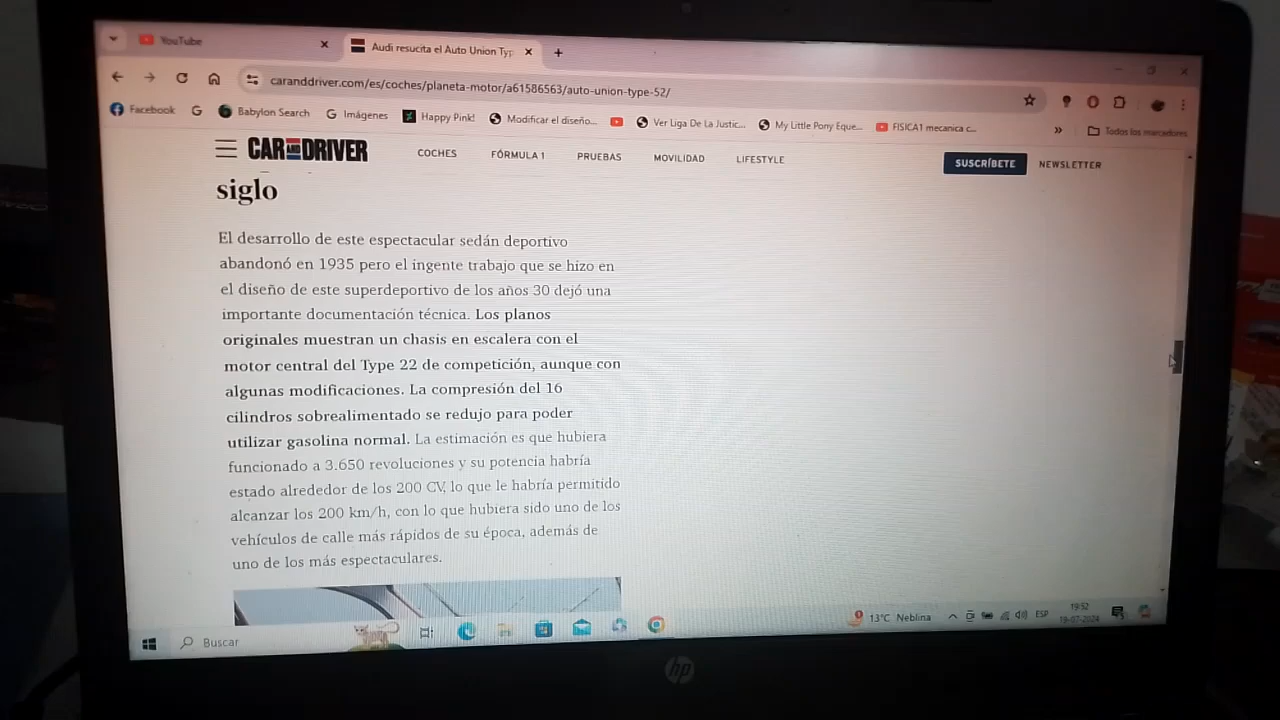 YouTube
Audi resucita el Auto Union Typ
caranddriver.com/es/coches/planeta-motor/a61586563/auto-union-type-52/
Facebook
Babylon Search
Imágenes
Happy Pink!
Modificar el diseño...
Ver Liga De La Justic...
My Little Pony Eque...
FISICA1 mecanica c...
»
Todos los marcadores
CAR AND DRIVER
COCHES
FÓRMULA 1
PRUEBAS
MOVILIDAD
LIFESTYLE
SUSCRÍBETE
NEWSLETTER
siglo
El desarrollo de este espectacular sedán deportivo
abandonó en 1935 pero el ingente trabajo que se hizo en
el diseño de este superdeportivo de los años 30 dejó una
importante documentación técnica. Los planos
originales muestran un chasis en escalera con el
motor central del Type 22 de competición, aunque con
algunas modificaciones. La compresión del 16
cilindros sobrealimentado se redujo para poder
utilizar gasolina normal. La estimación es que hubiera
funcionado a 3.650 revoluciones y su potencia habría
estado alrededor de los 200 CV, lo que le habría permitido
alcanzar los 200 km/h, con lo que hubiera sido uno de los
vehículos de calle más rápidos de su época, además de
uno de los más espectaculares.
Buscar
13°C Neblina
ESP
19:52
19-07-2024
hp